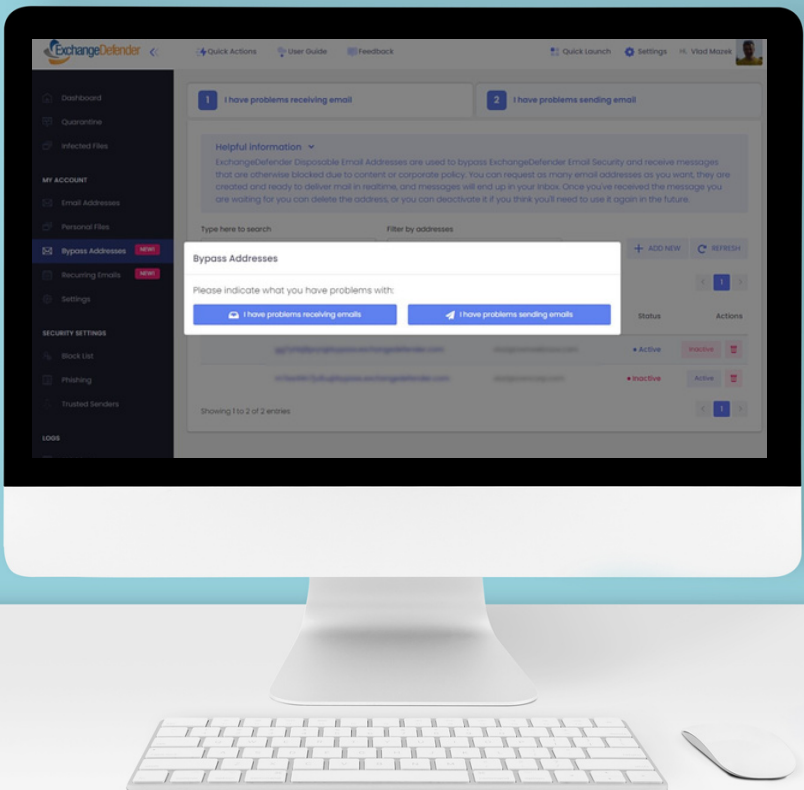 ExchangeDefender
Quick Actions
User Guide
Feedback
Quick Launch
Settings
Hi, Vlad Mazek
Dashboard
Quarantine
Infected Files
MY ACCOUNT
Email Addresses
Personal Files
Bypass Addresses NEW!
Recurring Emails NEW!
Settings
SECURITY SETTINGS
Block List
Phishing
Trusted Senders
LOGS
1 I have problems receiving email
2 I have problems sending email
Helpful information
ExchangeDefender Disposable Email Addresses are used to bypass ExchangeDefender Email Security and receive messages
that are otherwise blocked due to content or corporate policy. You can request as many email addresses as you want, they are
created and ready to deliver mail in realtime, and messages will end up in your inbox. Once you've received the message you
are waiting for you can delete the address, or you can deactivate it if you think you'll need to use it again in the future.
Type here to search
Filter by addresses
+ ADD NEW
REFRESH
1
Bypass Addresses
Please indicate what you have problems with:
I have problems receiving emails
I have problems sending emails
Status
Actions
Active
Inactive
Inactive
Active
Showing 1 to 2 of 2 entries
1